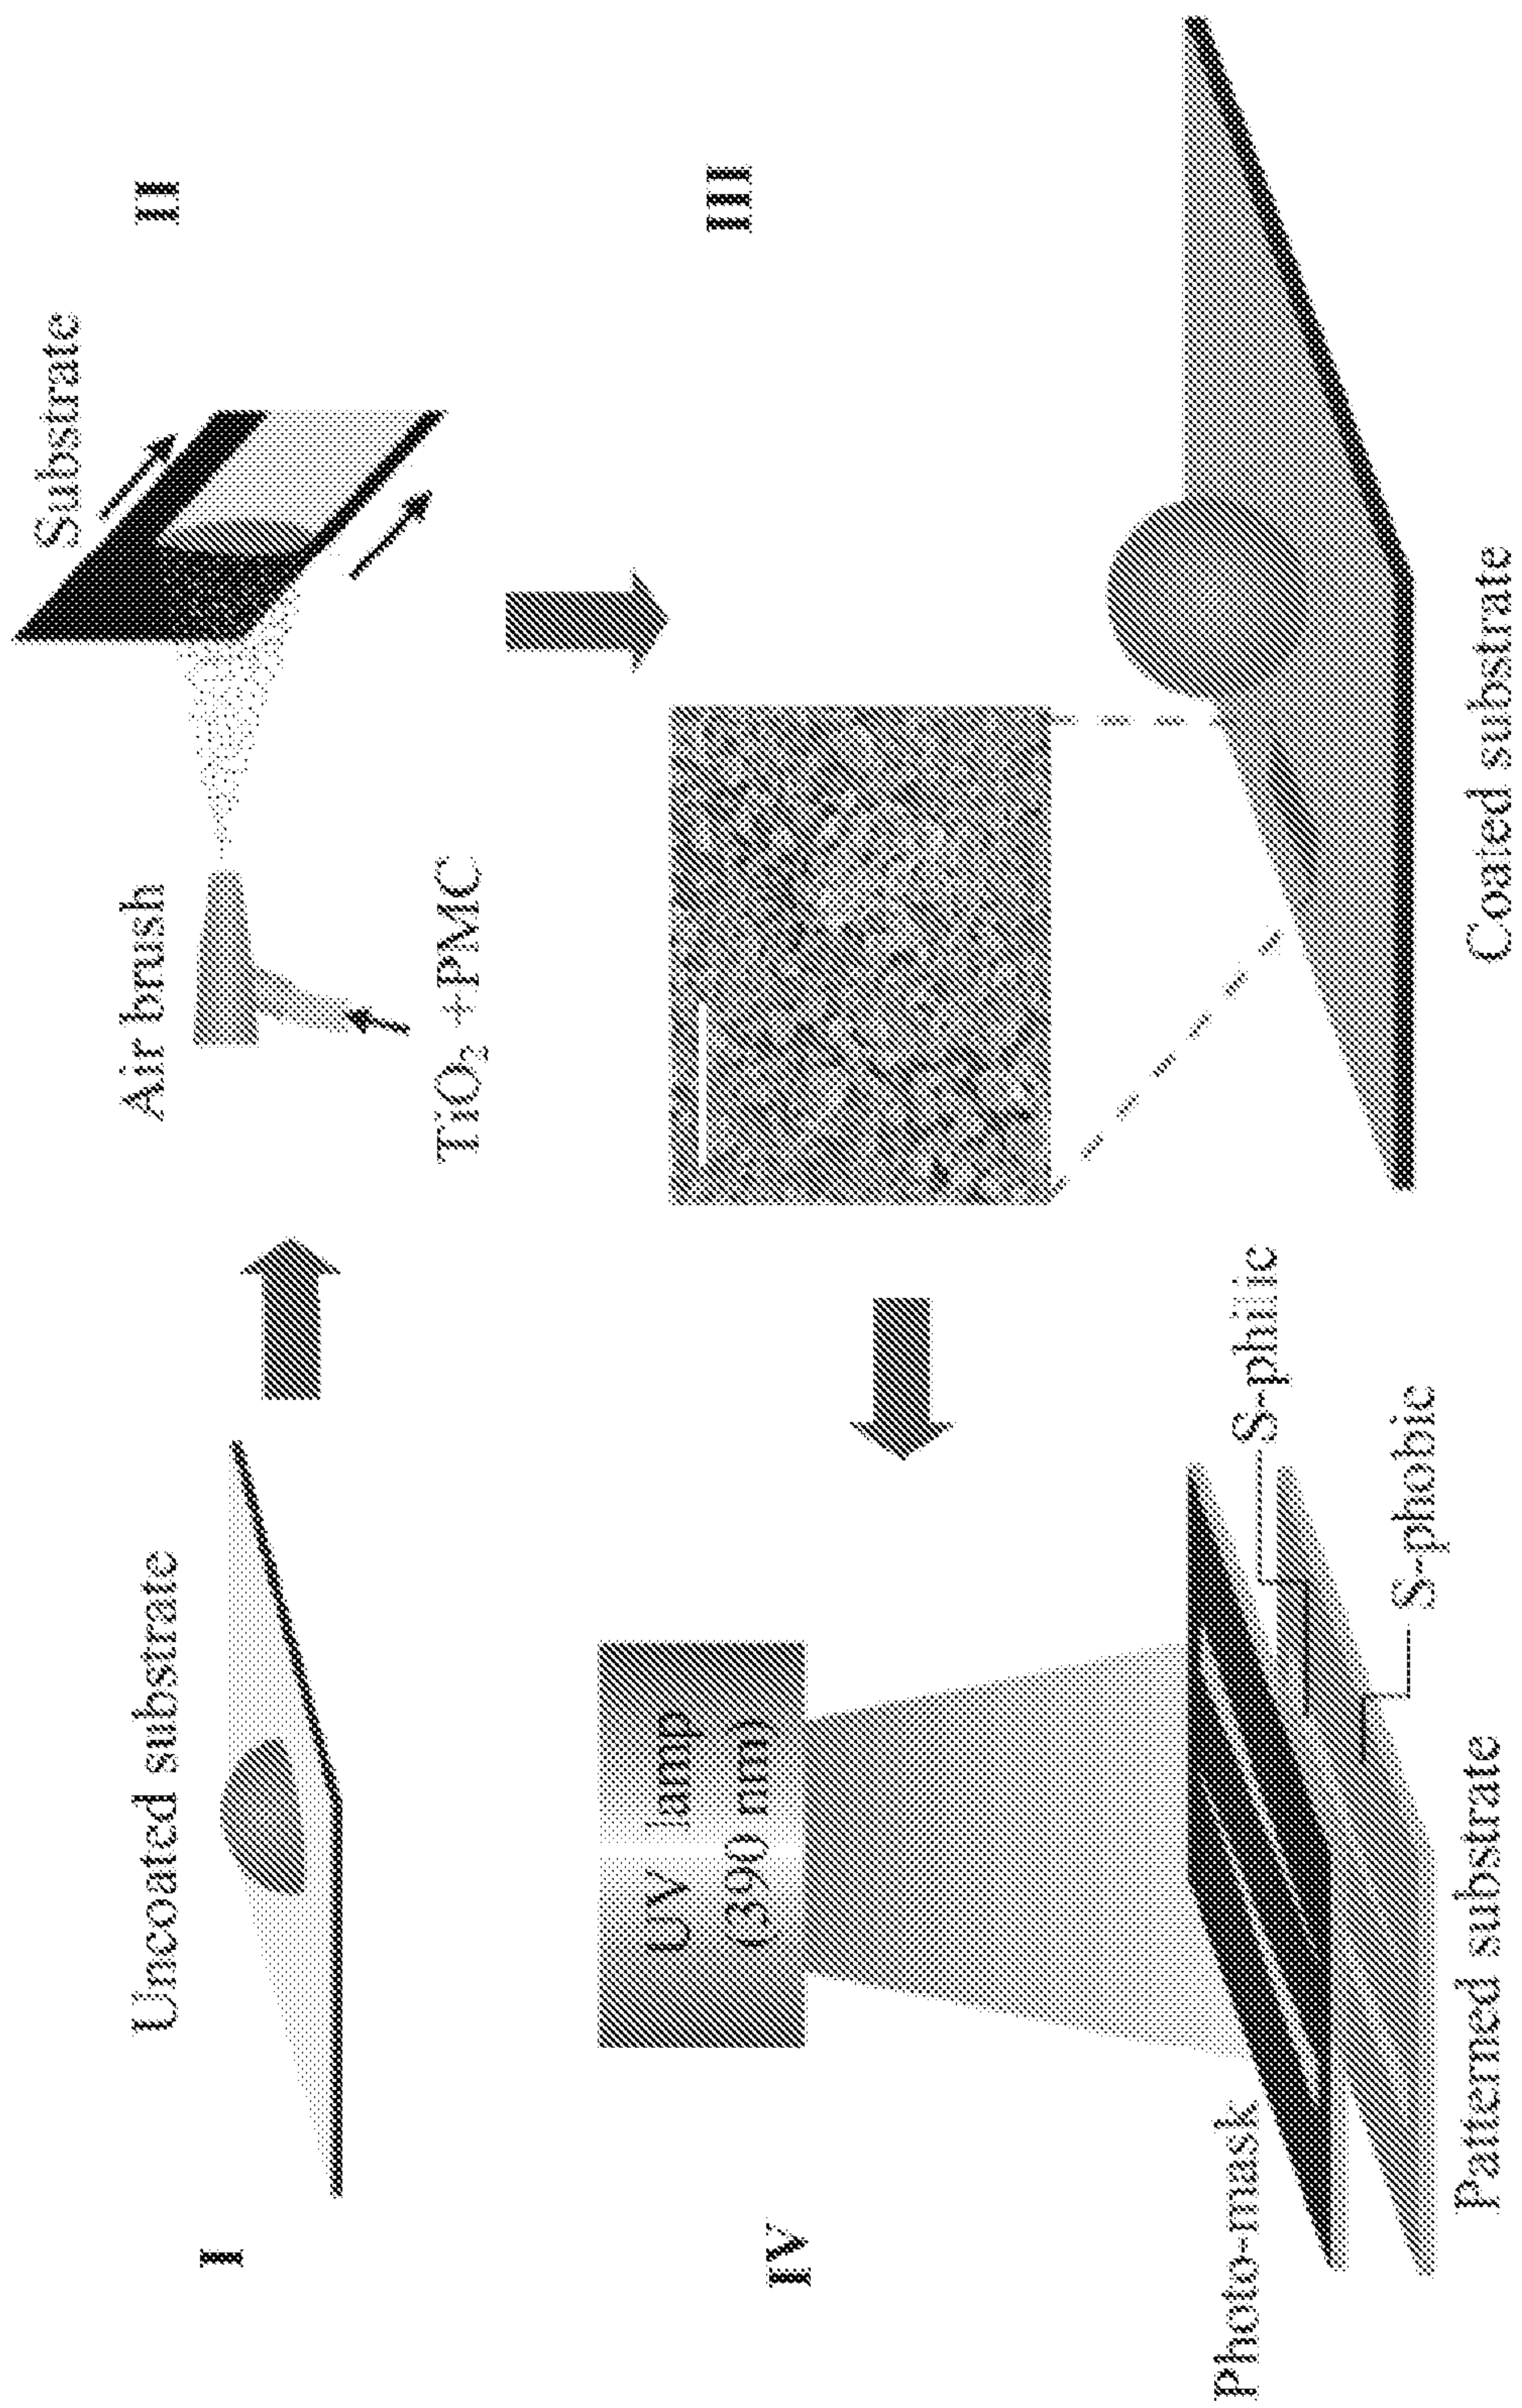 I
Uncoated substrate
Air brush
TiO₂ +PMC
Substrate
II
III
Coated substrate
IV
UV lamp
(390 nm)
Photo-mask
S-philic
S-phobic
Patterned substrate